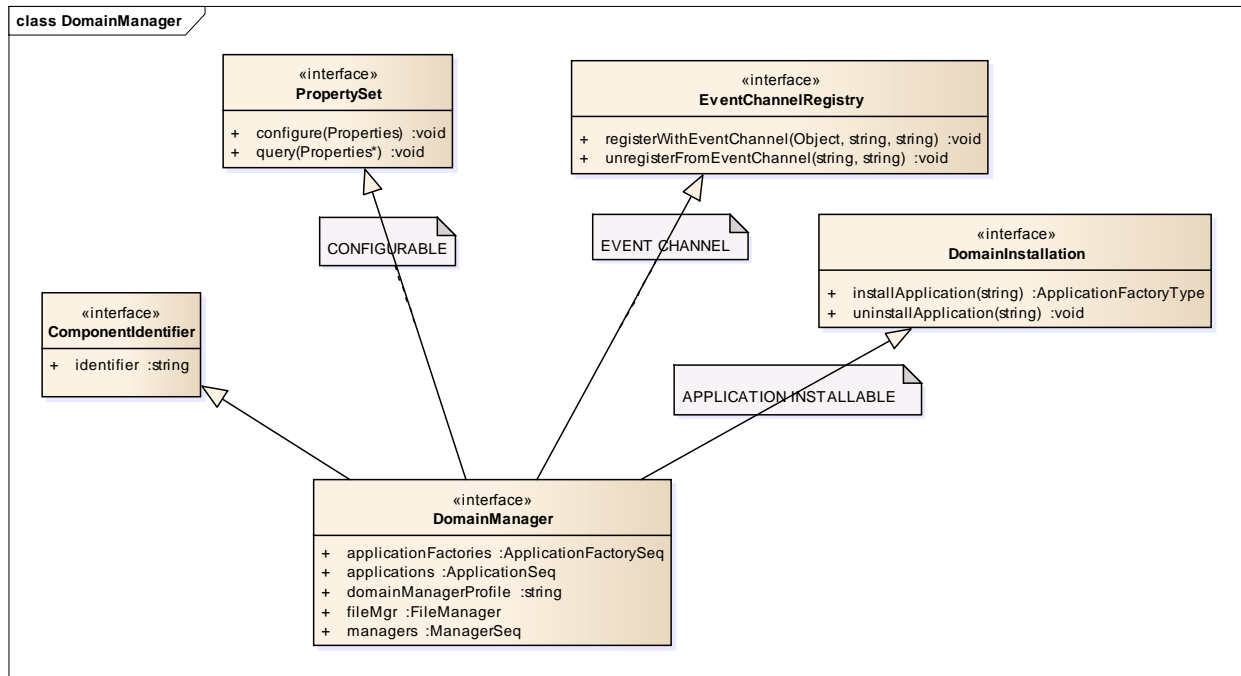 class DomainManager
«interface»
PropertySet
+ configure(Properties) :void
+ query(Properties*) :void
«interface»
EventChannelRegistry
+ registerWithEventChannel(Object, string, string) :void
+ unregisterFromEventChannel(string, string) :void
CONFIGURABLE
EVENT CHANNEL
«interface»
DomainInstallation
+ installApplication(string) :ApplicationFactoryType
+ uninstallApplication(string) :void
«interface»
ComponentIdentifier
+ identifier :string
APPLICATION INSTALLABLE
«interface»
DomainManager
+ applicationFactories :ApplicationFactorySeq
+ applications :ApplicationSeq
+ domainManagerProfile :string
+ fileMgr :FileManager
+ managers :ManagerSeq